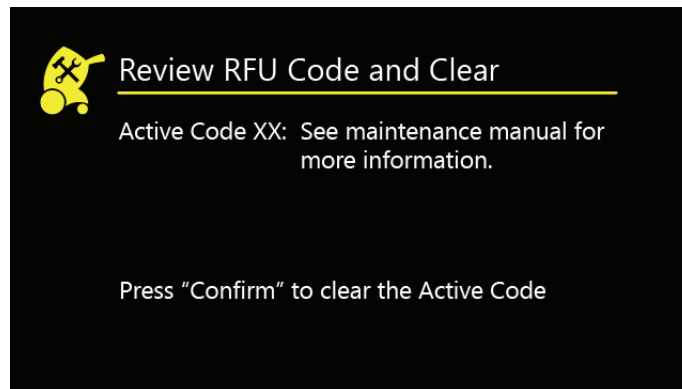 Review RFU Code and Clear
Active Code XX: See maintenance manual for
more information.
Press “Confirm” to clear the Active Code